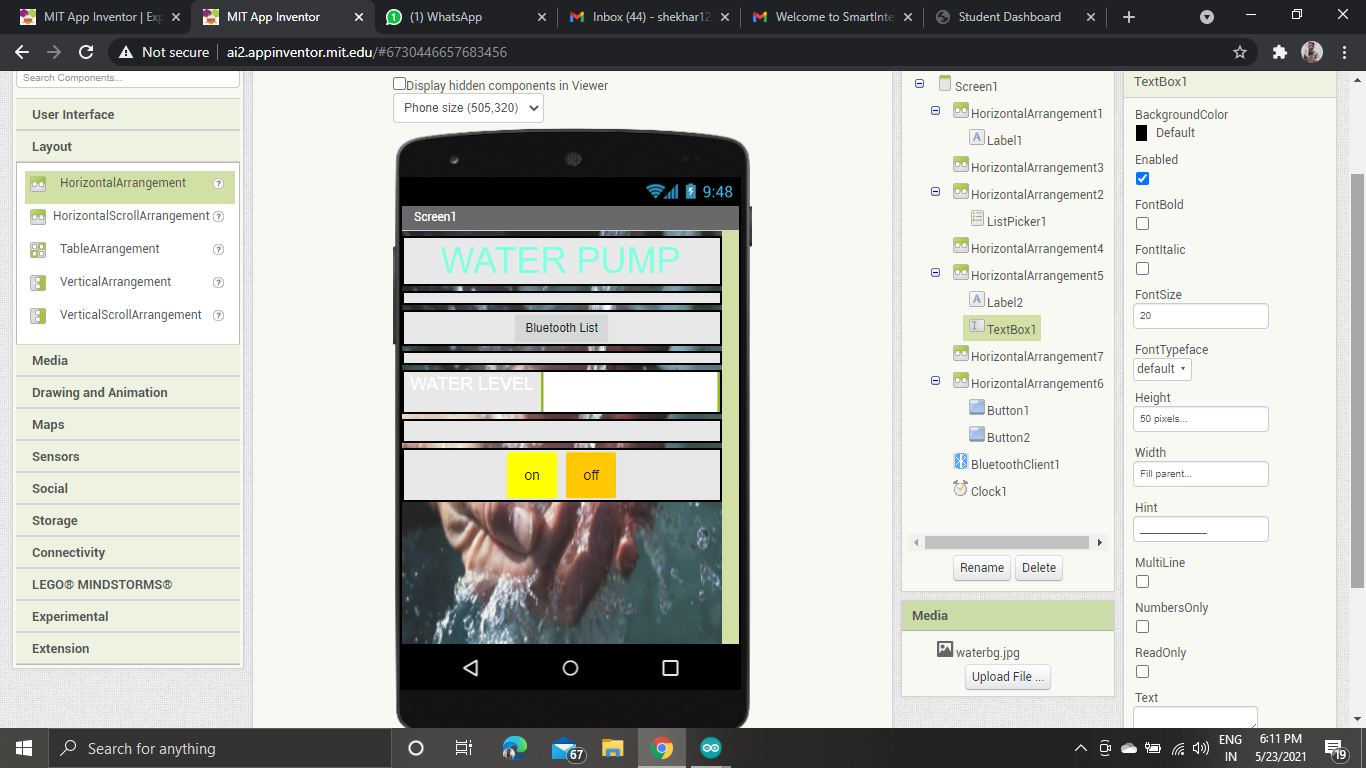 MIT App Inventor | Exp
MIT App Inventor
(1) WhatsApp
Inbox (44) - shekhar12
Welcome to SmartInte
Student Dashboard
Not secure
ai2.appinventor.mit.edu/#6730446657683456
Search Components...
User Interface
Layout
HorizontalArrangement
HorizontalScrollArrangement
TableArrangement
VerticalArrangement
VerticalScrollArrangement
Media
Drawing and Animation
Maps
Sensors
Social
Storage
Connectivity
LEGO® MINDSTORMS®
Experimental
Extension
Display hidden components in Viewer
Phone size (505,320)
9:48
Screen1
WATER PUMP
Bluetooth List
WATER LEVEL
on
off
Screen1
HorizontalArrangement1
Label1
HorizontalArrangement3
HorizontalArrangement2
ListPicker1
HorizontalArrangement4
HorizontalArrangement5
Label2
TextBox1
HorizontalArrangement7
HorizontalArrangement6
Button1
Button2
BluetoothClient1
Clock1
Rename
Delete
Media
waterbg.jpg
Upload File ...
TextBox1
BackgroundColor
Default
Enabled
FontBold
FontItalic
FontSize
20
FontTypeface
default
Height
50 pixels...
Width
Fill parent...
Hint
MultiLine
NumbersOnly
ReadOnly
Text
Search for anything
67
ENG
IN
6:11 PM
5/23/2021
19